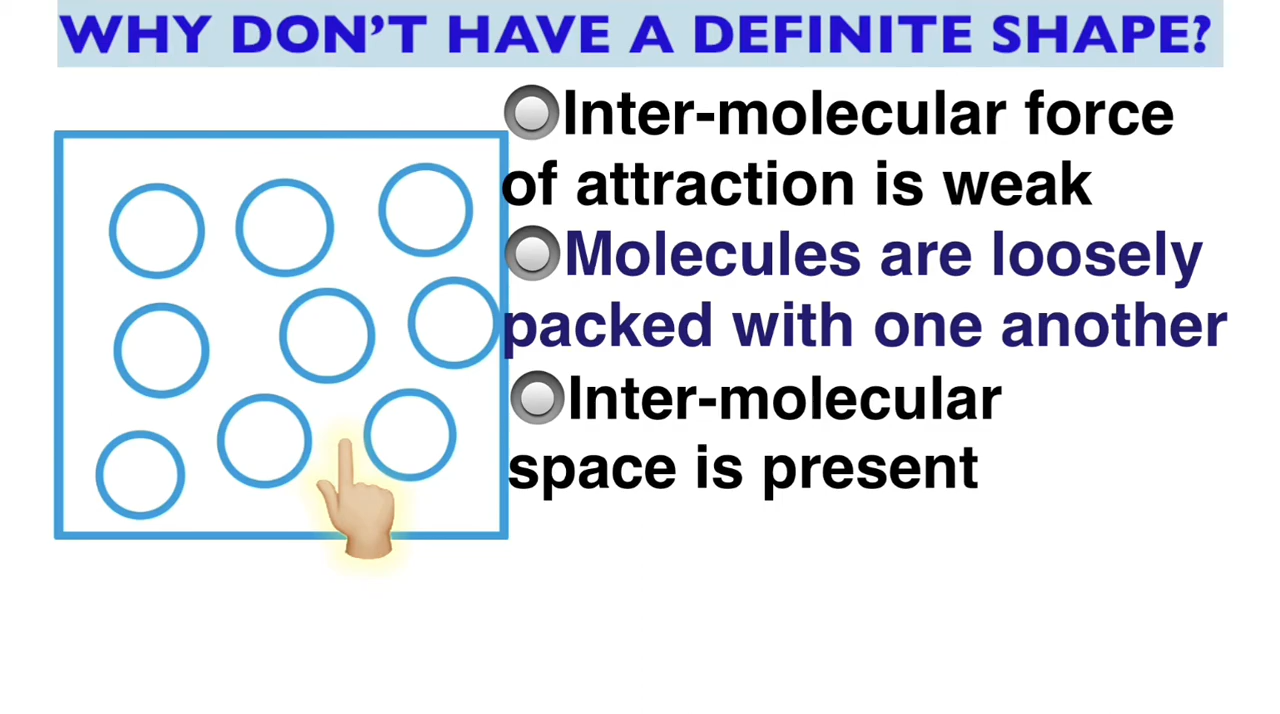 WHY DON’T HAVE A DEFINITE SHAPE?
Inter-molecular force
of attraction is weak
Molecules are loosely
packed with one another
Inter-molecular
space is present